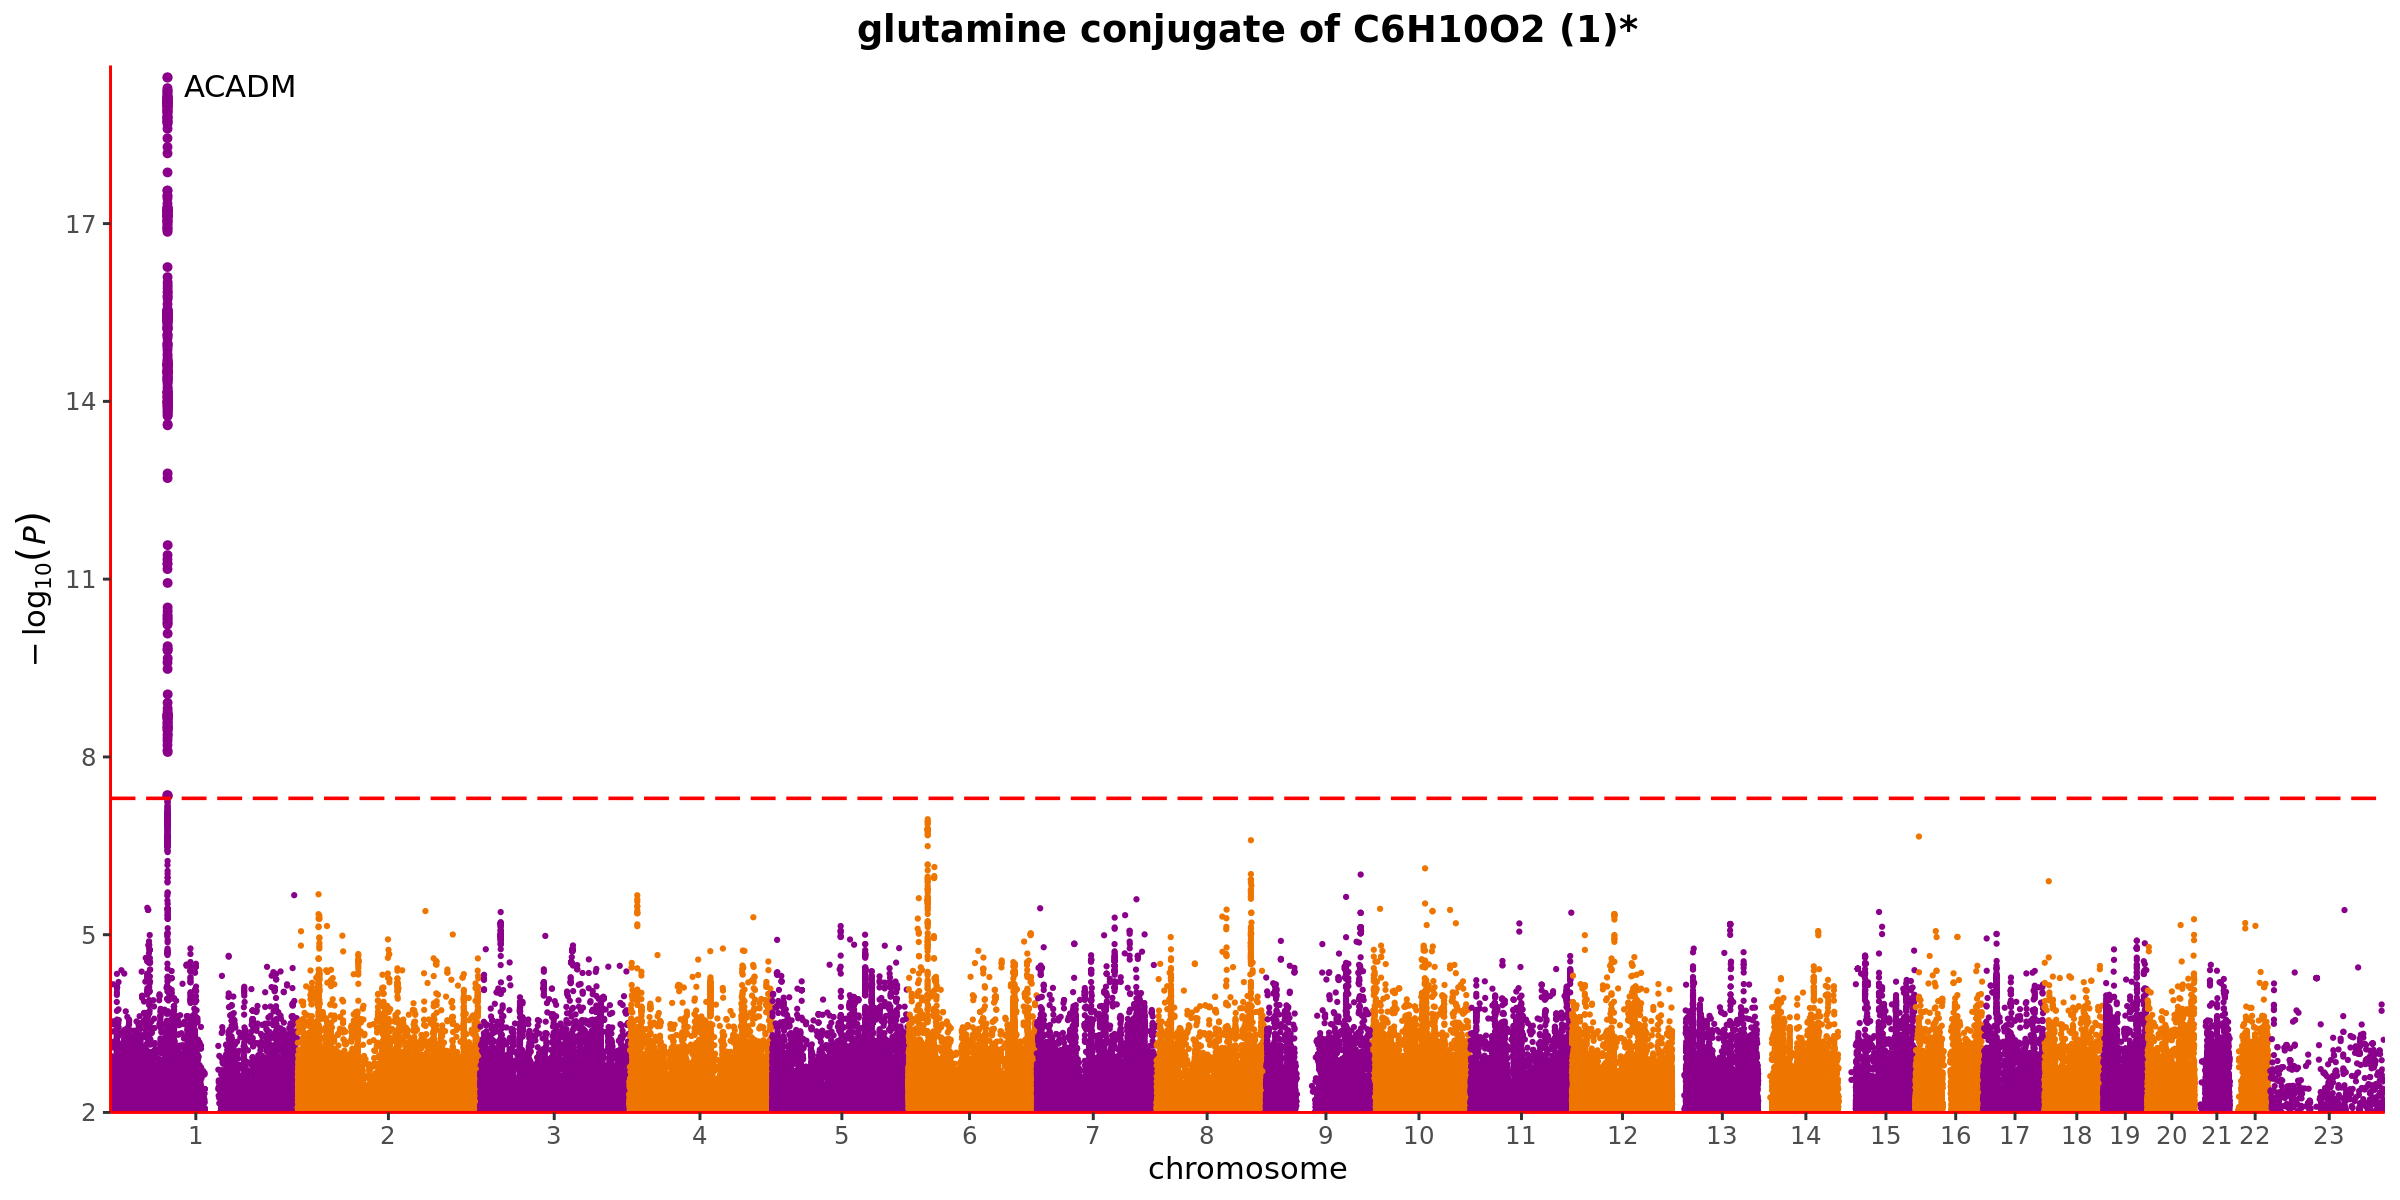 glutamine conjugate of C6H10O2 (1)*
ACADM
17
14
11
8
5
2
− log10(P)
1 2 3 4 5 6 7 8 9 10 11 12 13 14 15 16 17 18 19 20 21 22 23
chromosome